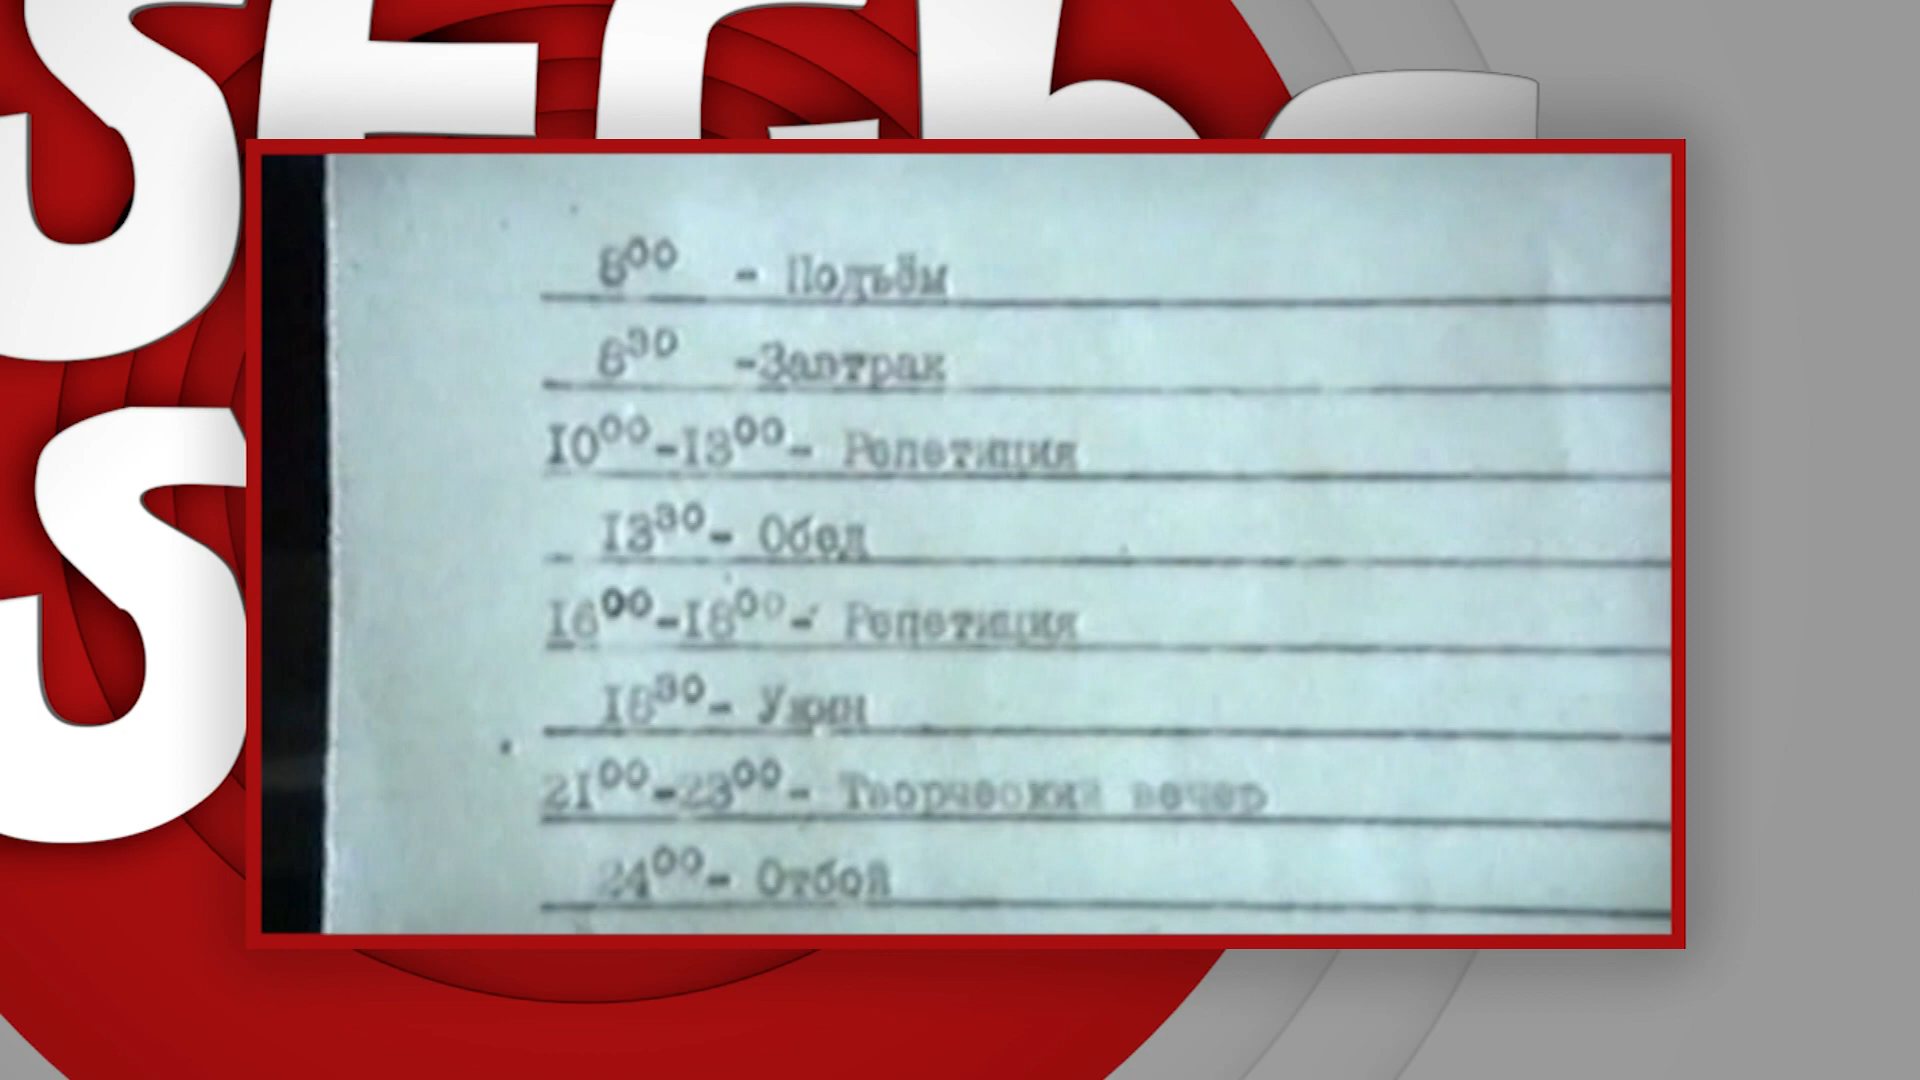 8⁰⁰ - Подъём
8³⁰ -Завтрак
10⁰⁰-13⁰⁰- Репетиция
13³⁰- Обед
16⁰⁰-18⁰⁰- Репетиция
18³⁰- Ужин
21⁰⁰-23⁰⁰- Творческий вечер
24⁰⁰- Отбой